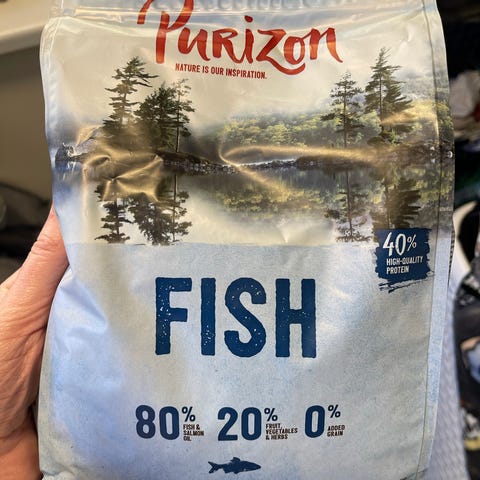 Purizon
NATURE IS OUR INSPIRATION.
40%
HIGH-QUALITY
PROTEIN
FISH
80% FISH & SALMON OIL
20% FRUIT, VEGETABLES & HERBS
0% ADDED GRAIN